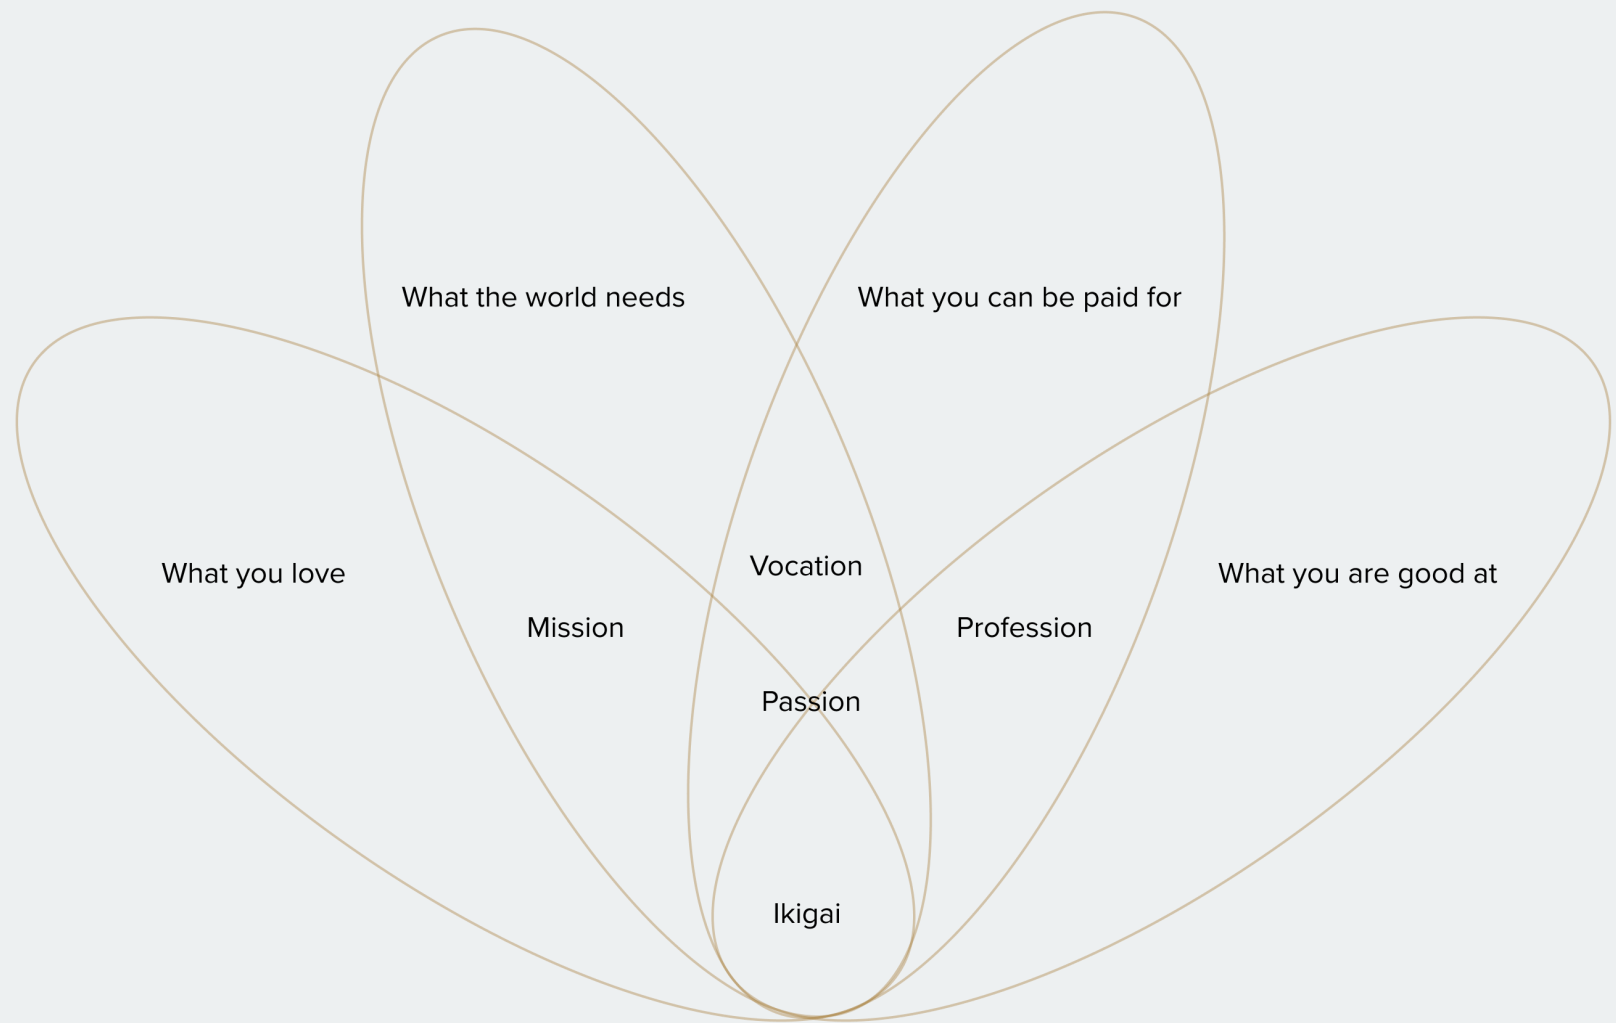 What the world needs
What you can be paid for
What you love
What you are good at
Vocation
Mission
Profession
Passion
Ikigai